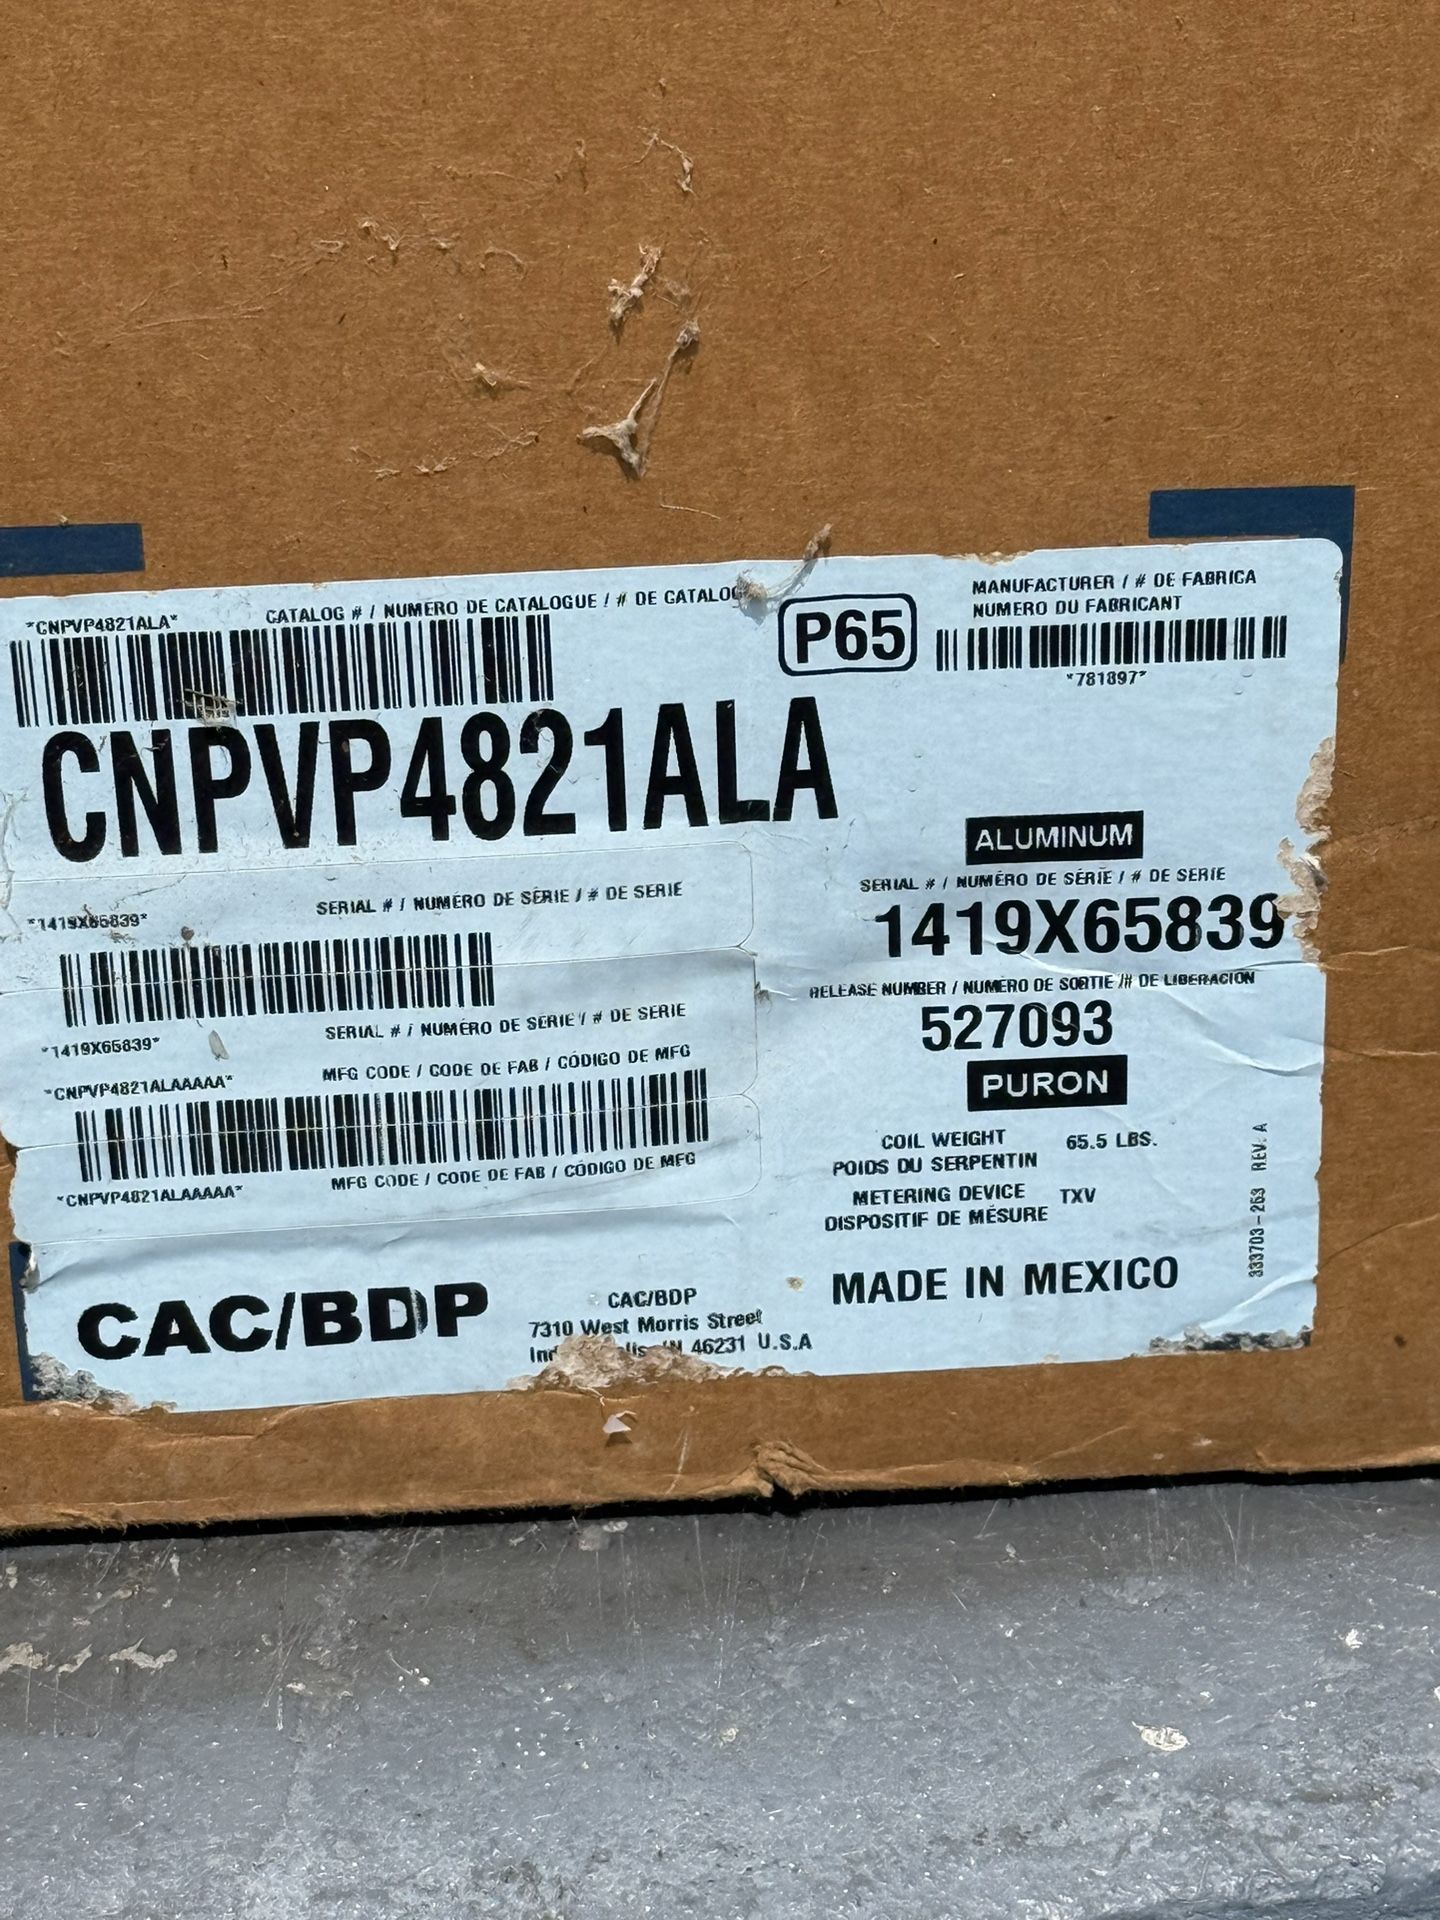 *CNPVP4821ALA*
CATALOG # / NUMERO DE CATALOGUE / # DE CATALOG
P65
MANUFACTURER / # DE FABRICA
NUMERO DU FABRICANT
*781897*
CNPVP4821ALA
ALUMINUM
SERIAL # / NUMÉRO DE SÉRIE / # DE SERIE
1419X65839
RELEASE NUMBER / NUMÉRO DE SORTIE /# DE LIBERACION
527093
PURON
COIL WEIGHT 65.5 LBS.
POIDS DU SERPENTIN
METERING DEVICE TXV
DISPOSITIF DE MÉSURE
MADE IN MEXICO
333703-253 REV. A
SERIAL # / NUMÉRO DE SÉRIE / # DE SERIE
*1419X65839*
SERIAL # / NUMÉRO DE SÉRIE / # DE SERIE
*1419X65839*
MFG CODE / CODE DE FAB / CÓDIGO DE MFG
*CNPVP4821ALAAAAA*
MFG CODE / CODE DE FAB / CÓDIGO DE MFG
*CNPVP4821ALAAAAA*
CAC/BDP
CAC/BDP
7310 West Morris Street
46231 U.S.A